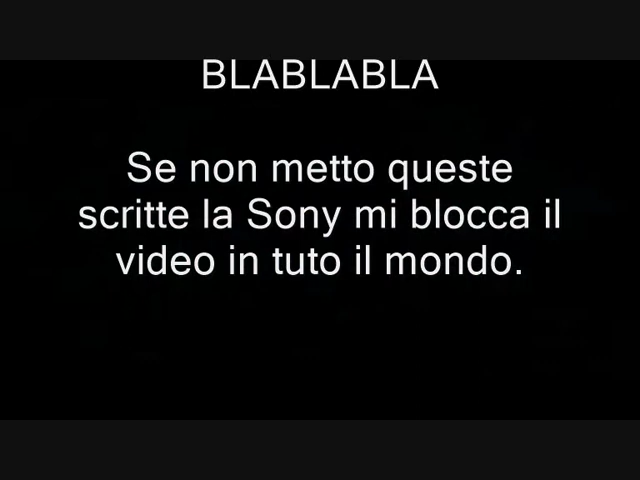 BLABLABLA
Se non metto queste
scritte la Sony mi blocca il
video in tuto il mondo.